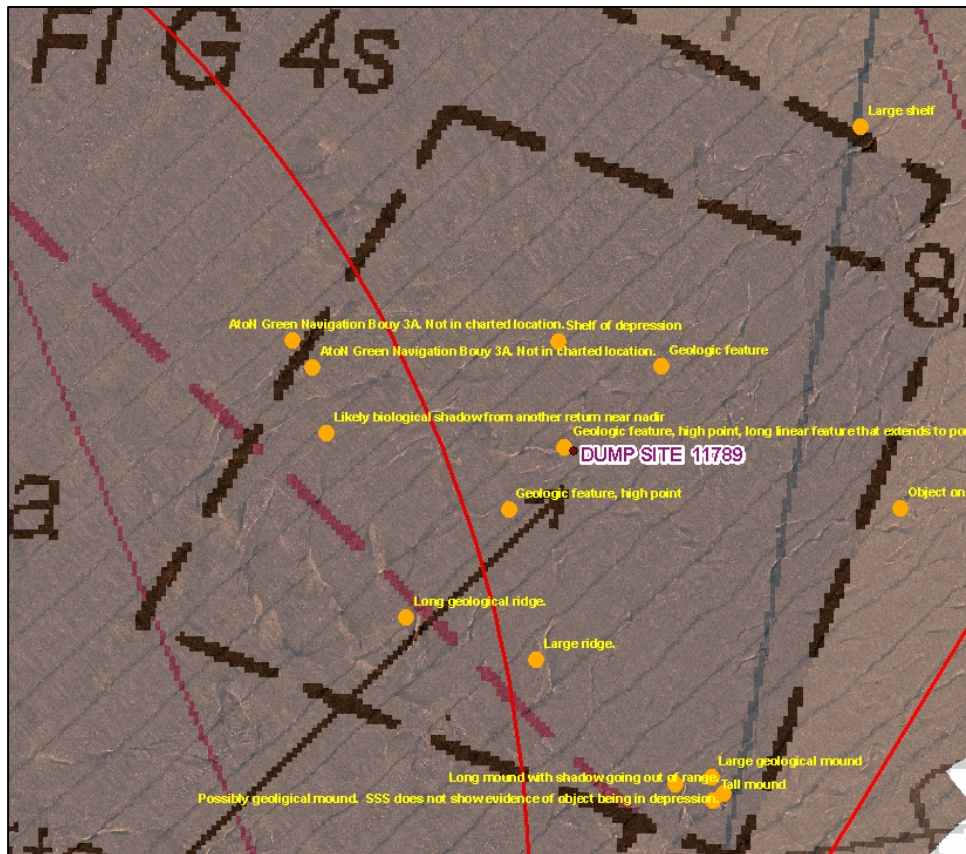 Fl G 4s
Large shelf
8
AtoN Green Navigation Bouy 3A. Not in charted location.
Shelf of depression
AtoN Green Navigation Bouy 3A. Not in charted location.
Geologic feature
Likely biological shadow from another return near nadir
Geologic feature, high point, long linear feature that extends to
DUMP SITE 11789
a
Geologic feature, high point
Object on
Long geological ridge.
Large ridge.
Large geological mound
Long mound with shadow going out of range
Tall mound
Possibly geoligical mound. SSS does not show evidence of object being in depression.